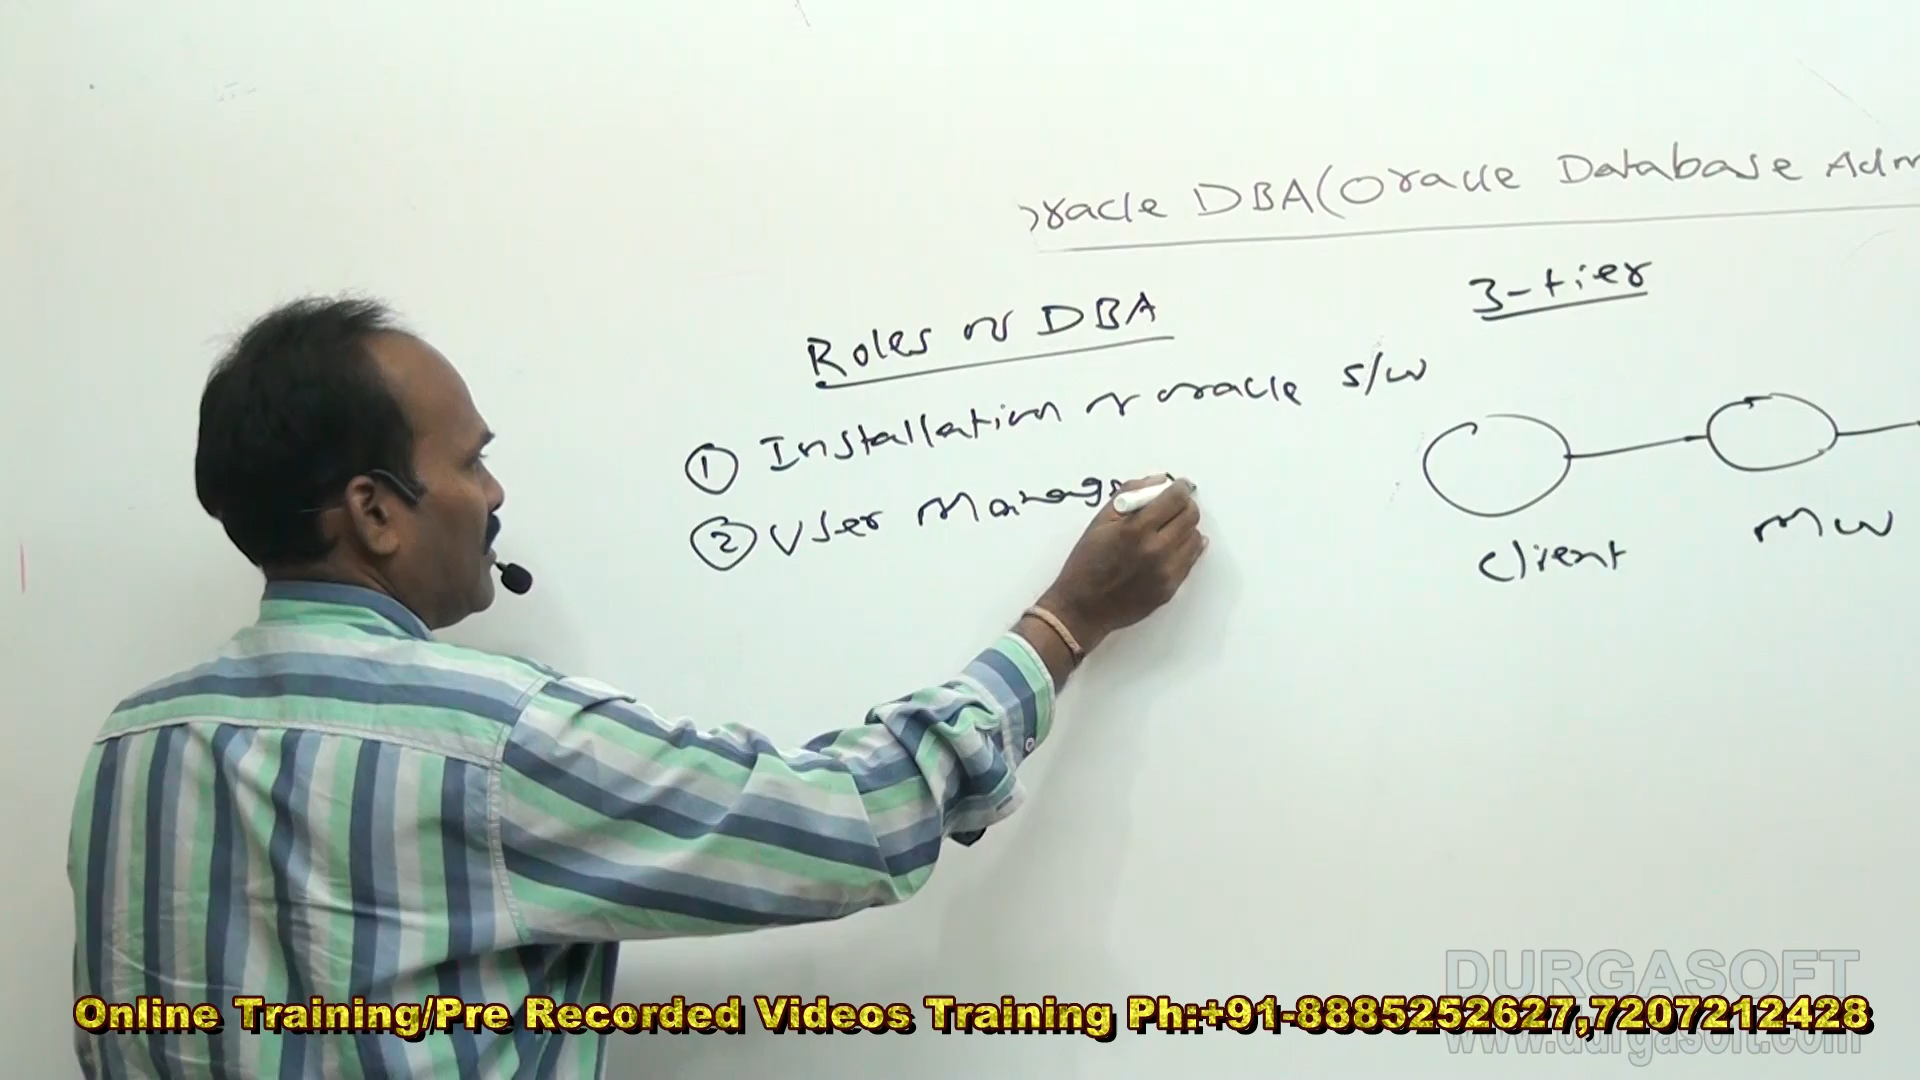 Oracle DBA(Oracle Database Adm
3-tier
Roles of DBA
① Installation of oracle S/W
② User Manag
Client
MW
DURGASOFT
www.durgasoft.com
Online Training/Pre Recorded Videos Training Ph:+91-8885252627,7207212428